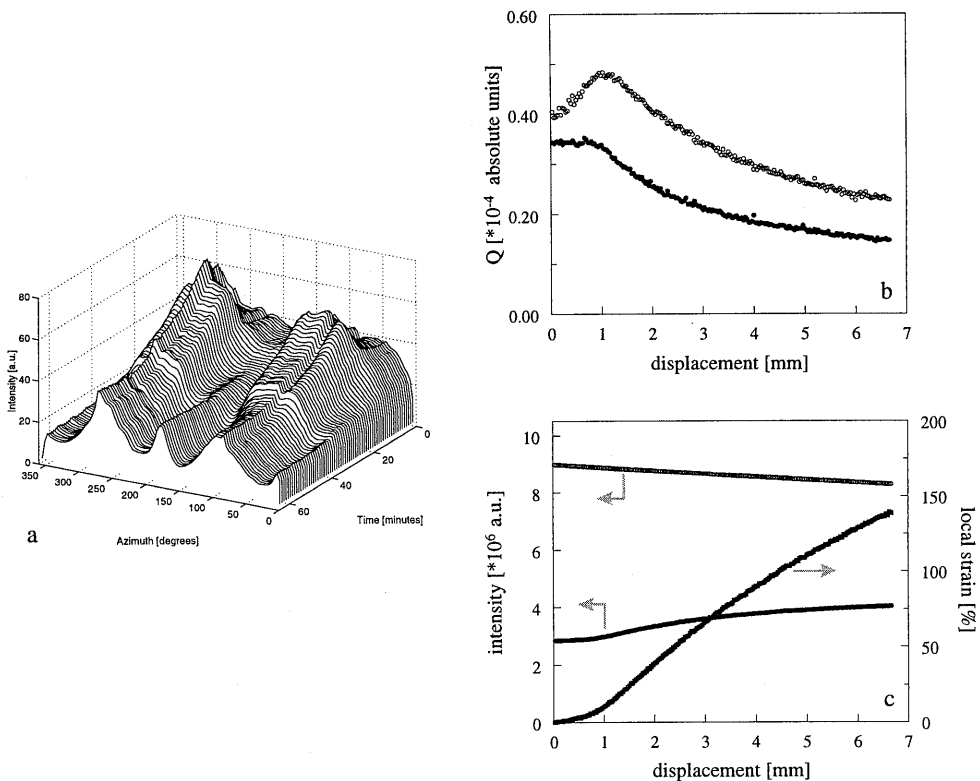 80
60
40
20
0
Intensity [a.u.]
350
300
250
200
150
100
50
0
Azimuth [degrees]
60
40
20
0
Time [minutes]
a
0.60
0.40
0.20
0.00
Q [*10-4 absolute units]
0 1 2 3 4 5 6 7
displacement [mm]
b
10
8
6
4
2
0
intensity [*10⁶ a.u.]
200
150
100
50
0
local strain [%]
0 1 2 3 4 5 6 7
displacement [mm]
c